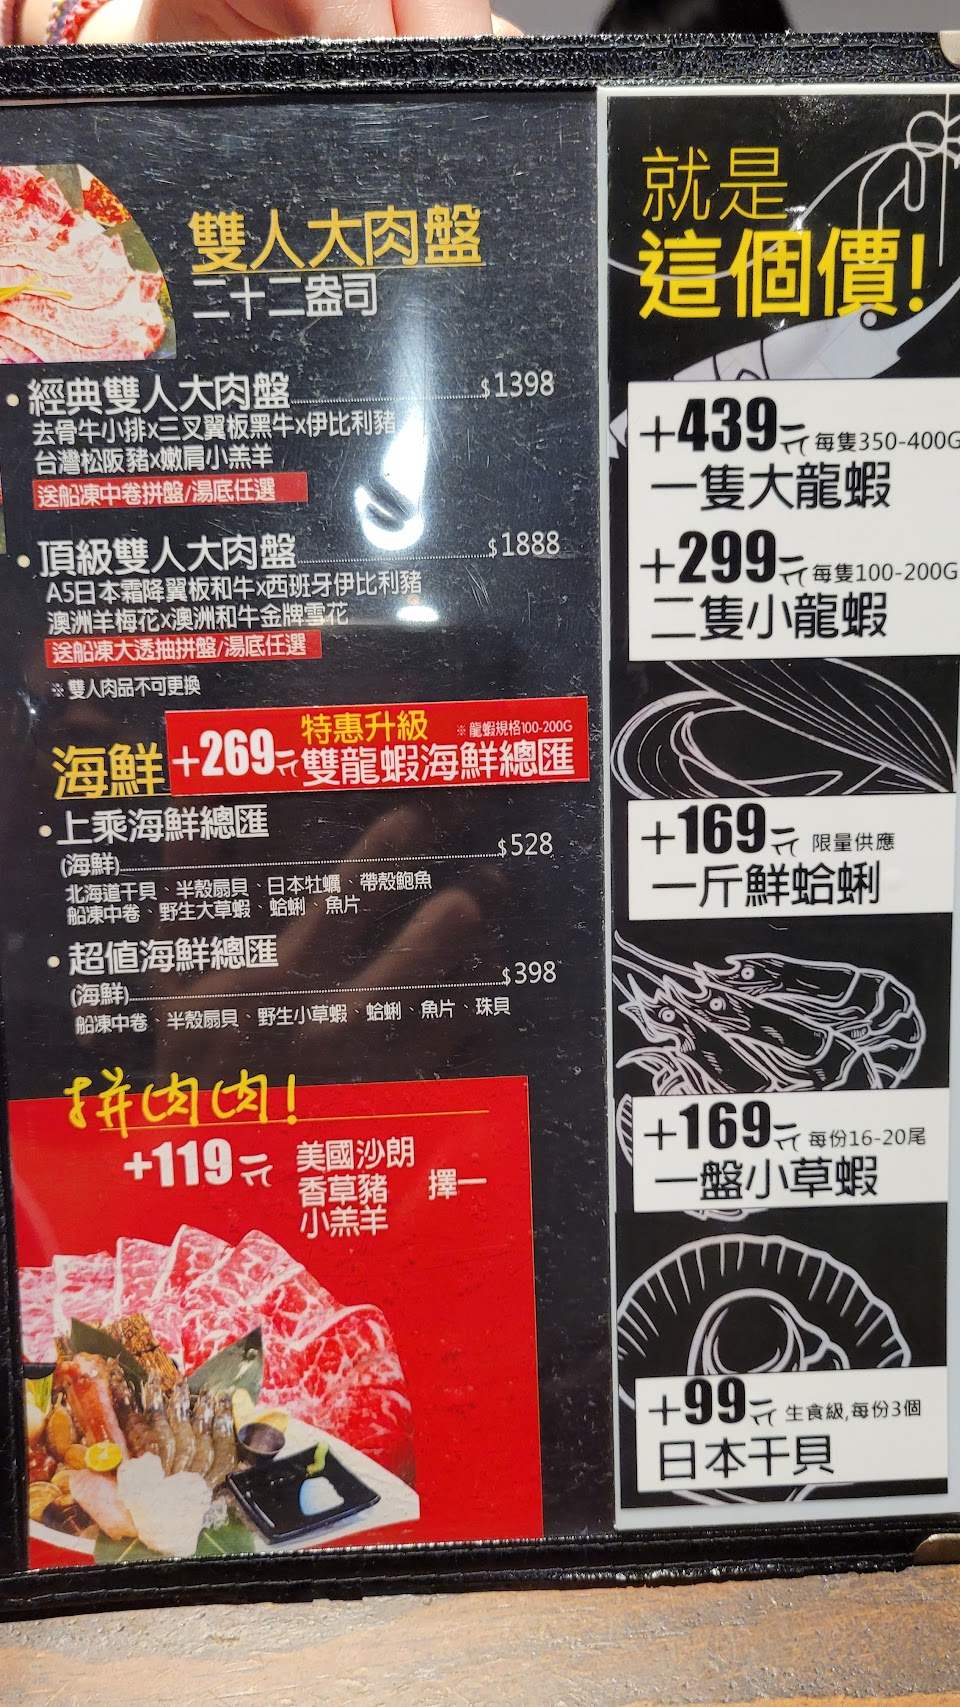 雙人大肉盤
二十二盎司
經典雙人大肉盤 $1398
去骨牛小排x三叉翼板黑牛x伊比利豬
台灣松阪豬x嫩肩小羔羊
送船凍中卷拼盤/湯底任選
頂級雙人大肉盤 $1888
A5日本霜降翼板和牛x西班牙伊比利豬
澳洲羊梅花x澳洲和牛金牌雪花
送船凍大透抽拼盤/湯底任選
※ 雙人肉品不可更換
海鮮
+269元
特惠升級 ※ 龍蝦規格100-200G
雙龍蝦海鮮總匯
上乘海鮮總匯
(海鮮) $528
北海道干貝、半殼扇貝、日本牡蠣、帶殼鮑魚
船凍中卷、野生大草蝦、蛤蜊、魚片
超值海鮮總匯
(海鮮) $398
船凍中卷、半殼扇貝、野生小草蝦、蛤蜊、魚片、珠貝
拼肉肉!
+119元
美國沙朗
香草豬
小羔羊
擇一
就是
這個價!
+439元 每隻350-400G
一隻大龍蝦
+299元 每隻100-200G
二隻小龍蝦
+169元 限量供應
一斤鮮蛤蜊
+169元 每份16-20尾
一盤小草蝦
+99元 生食級,每份3個
日本干貝